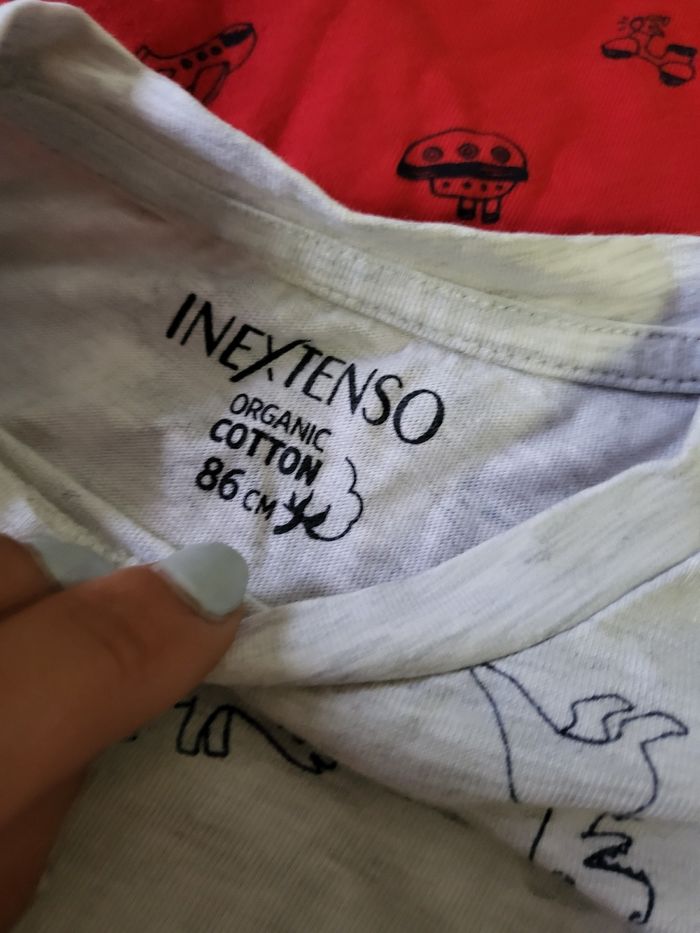 INEXTENSO
ORGANIC
COTTON
86 CM